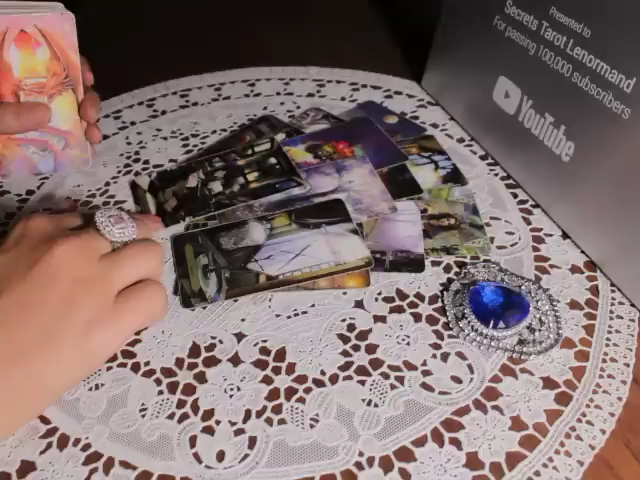 Presented to
Secrets Tarot Lenormand
For passing 100,000 subscribers
YouTube